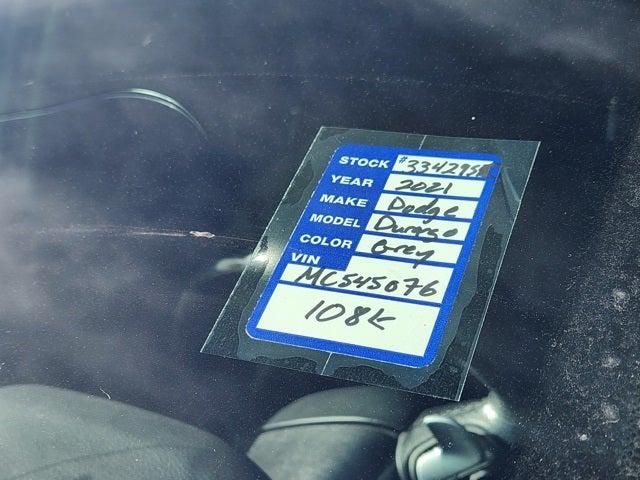 STOCK #334295
YEAR 2021
MAKE Dodge
MODEL Durango
COLOR Grey
VIN
MC545076
108K